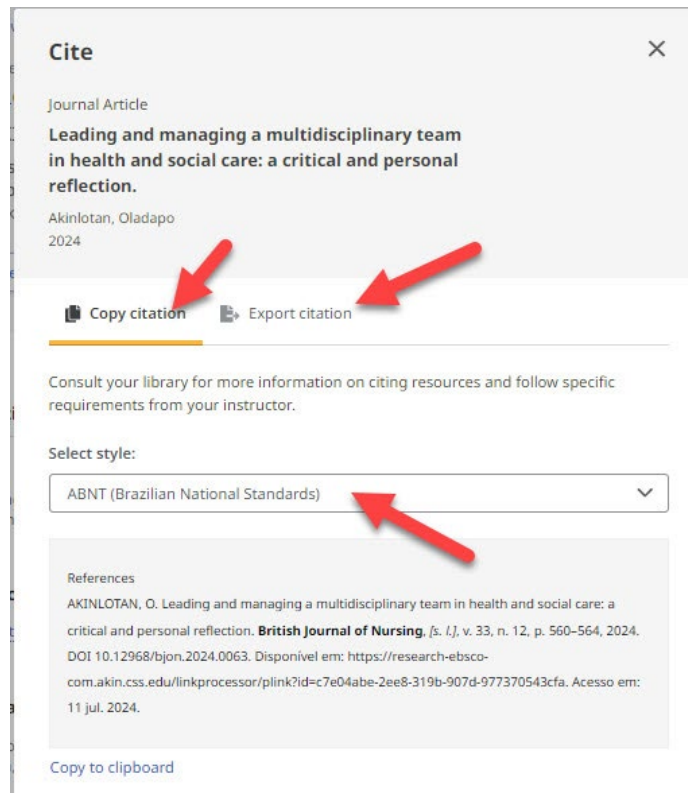 Cite
Journal Article
Leading and managing a multidisciplinary team
in health and social care: a critical and personal
reflection.
Akinlotan, Oladapo
2024
Copy citation
Export citation
Consult your library for more information on citing resources and follow specific
requirements from your instructor.
Select style:
ABNT (Brazilian National Standards)
References
AKINLOTAN, O. Leading and managing a multidisciplinary team in health and social care: a
critical and personal reflection. British Journal of Nursing, [s. l.], v. 33, n. 12, p. 560–564, 2024.
DOI 10.12968/bjon.2024.0063. Disponível em: https://research-ebsco-
com.akin.css.edu/linkprocessor/plink?id=c7e04abe-2ee8-319b-907d-977370543cfa. Acesso em:
11 jul. 2024.
Copy to clipboard